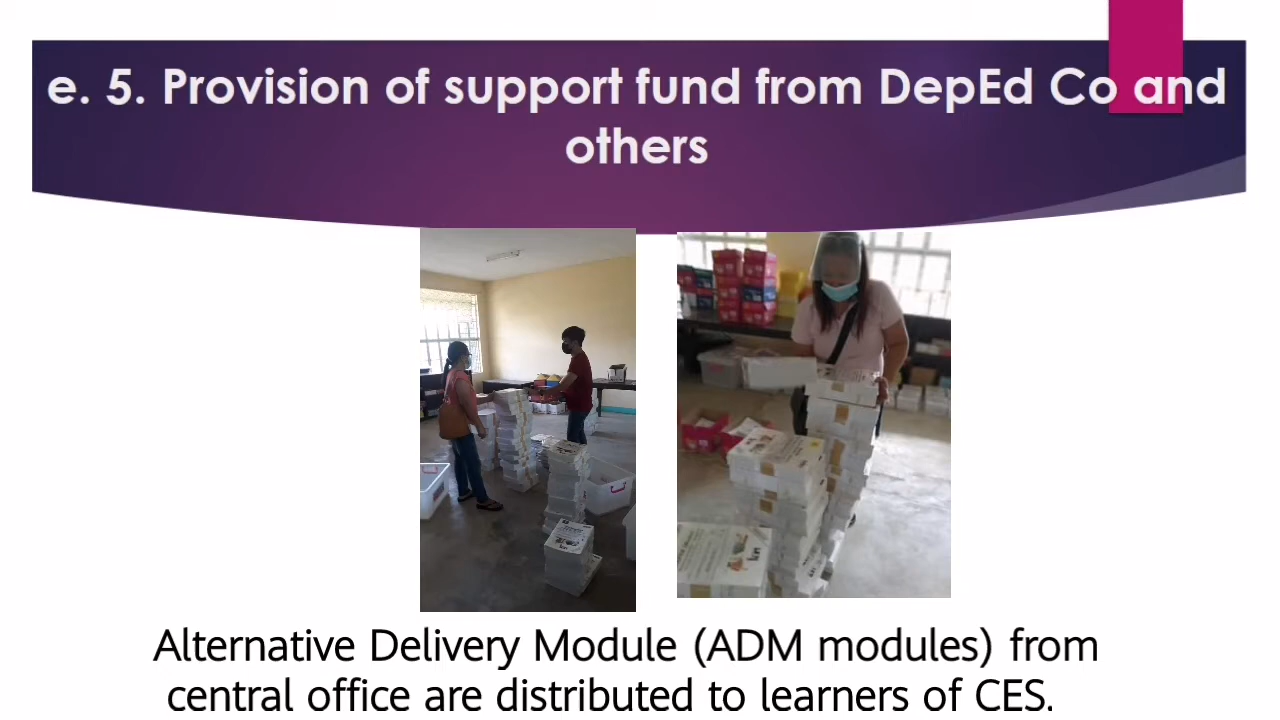 e. 5. Provision of support fund from DepEd Co and
others
Alternative Delivery Module (ADM modules) from
central office are distributed to learners of CES.